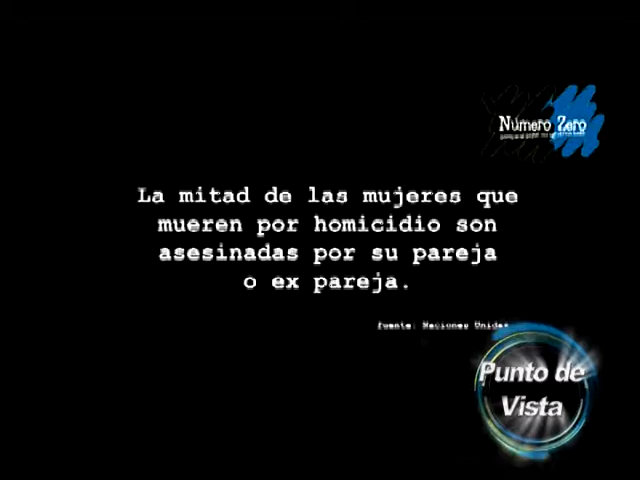 Número Zero
La mitad de las mujeres que
mueren por homicidio son
asesinadas por su pareja
o ex pareja.
fuente: Naciones Unidas
Punto de
Vista